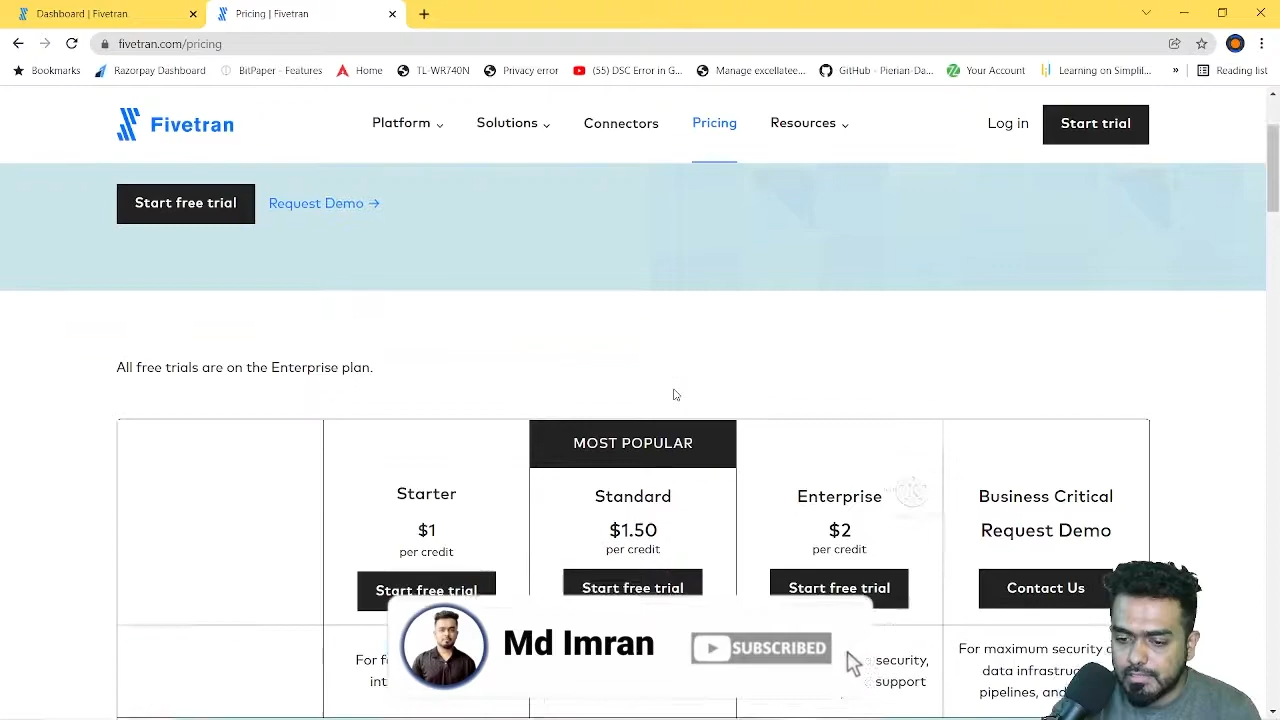 Dashboard | Fivetran
Pricing | Fivetran
fivetran.com/pricing
Bookmarks
Razorpay Dashboard
BitPaper - Features
Home
TL-WR740N
Privacy error
(55) DSC Error in G...
Manage excellstee...
GitHub - Pierian-Da...
Your Account
Learning on Simpli...
»
Reading list
Fivetran
Platform
Solutions
Connectors
Pricing
Resources
Log in
Start trial
Start free trial
Request Demo →
All free trials are on the Enterprise plan.
MOST POPULAR
Starter
Standard
Enterprise
Business Critical
$1
$1.50
$2
Request Demo
per credit
per credit
per credit
Start free trial
Start free trial
Start free trial
Contact Us
Md Imran
SUBSCRIBED
security,
support
For maximum security
data infrastru
pipelines, and